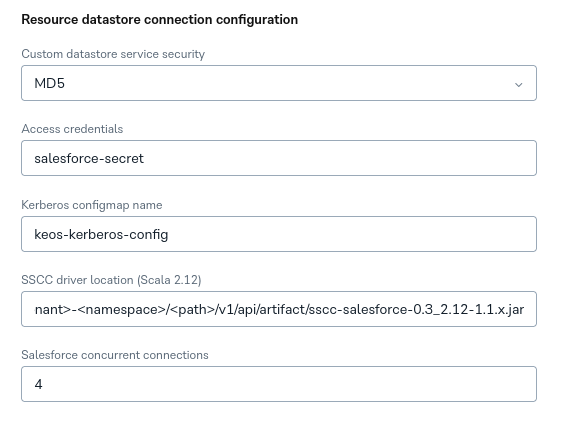 Resource datastore connection configuration
Custom datastore service security
MD5
Access credentials
salesforce-secret
Kerberos configmap name
keos-kerberos-config
SSCC driver location (Scala 2.12)
nant>-<namespace>/<path>/v1/api/artifact/sscc-salesforce-0.3_2.12-1.1.x.jar
Salesforce concurrent connections
4